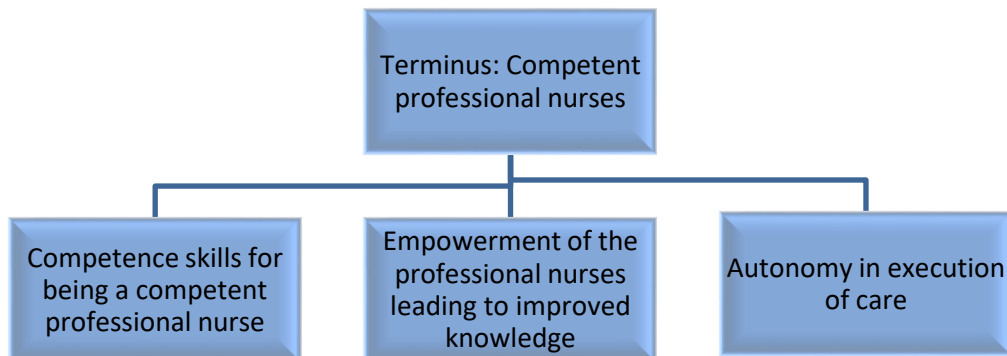 Terminus: Competent
professional nurses
Competence skills for
being a competent
professional nurse
Empowerment of the
professional nurses
leading to improved
knowledge
Autonomy in execution
of care